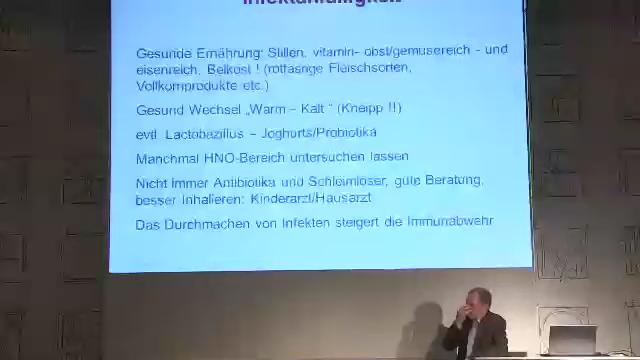 Infektanfälligkeit
Gesunde Ernährung: Stillen, vitamin- obst/gemüsereich - und
eisenreich, Beikost ! (rotfasrige Fleischsorten,
Vollkornprodukte etc.)
Gesund Wechsel „Warm – Kalt “ (Kneipp !!)
evtl. Lactobazillus – Joghurts/Probiotika
Manchmal HNO-Bereich untersuchen lassen
Nicht immer Antibiotika und Schleimlöser, gute Beratung,
besser Inhalieren: Kinderarzt/Hausarzt
Das Durchmachen von Infekten steigert die Immunabwehr